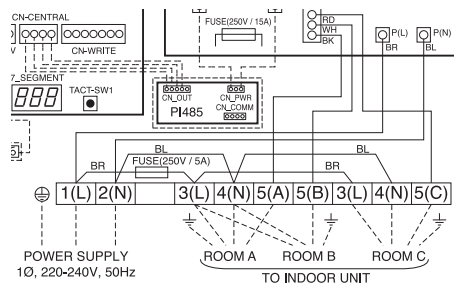 CN-CENTRAL
FUSE(250V / 15A)
RD
WH
BK
P(L)
P(N)
BR
BL
CN-WRITE
7_SEGMENT
TACT-SW1
CN_OUT
CN_PWR
CN_COMM
PI485
BL
BL
BR
FUSE(250V / 5A)
BR
1(L) 2(N) 3(L) 4(N) 5(A) 5(B) 3(L) 4(N) 5(C)
POWER SUPPLY
1Ø, 220-240V, 50Hz
ROOM A
ROOM B
ROOM C
TO INDOOR UNIT